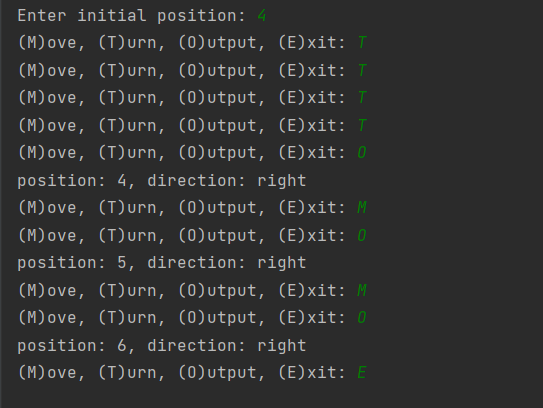 Enter initial position: 4
(M)ove, (T)urn, (O)utput, (E)xit: T
(M)ove, (T)urn, (O)utput, (E)xit: T
(M)ove, (T)urn, (O)utput, (E)xit: T
(M)ove, (T)urn, (O)utput, (E)xit: T
(M)ove, (T)urn, (O)utput, (E)xit: O
position: 4, direction: right
(M)ove, (T)urn, (O)utput, (E)xit: M
(M)ove, (T)urn, (O)utput, (E)xit: O
position: 5, direction: right
(M)ove, (T)urn, (O)utput, (E)xit: M
(M)ove, (T)urn, (O)utput, (E)xit: O
position: 6, direction: right
(M)ove, (T)urn, (O)utput, (E)xit: E